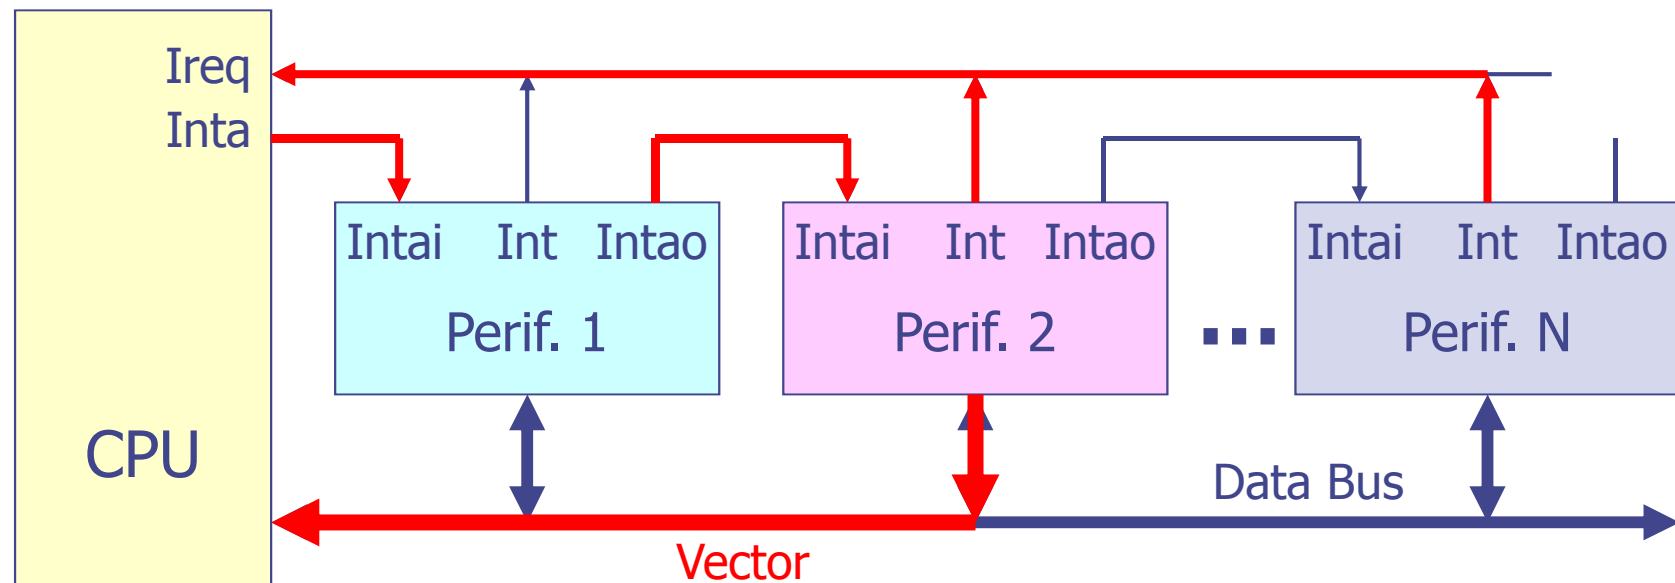 Ireq
Inta
Intai Int Intao
Intai Int Intao
Intai Int Intao
Perif. 1
Perif. 2
...
Perif. N
CPU
Data Bus
Vector